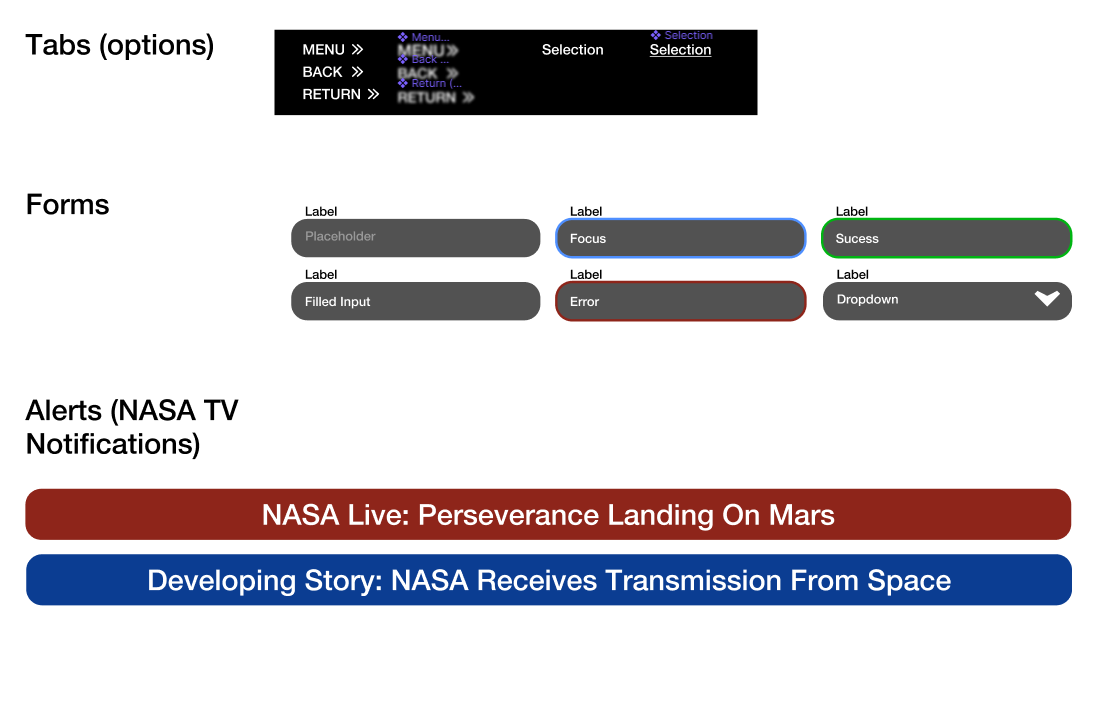 Tabs (options)
MENU
Menu...
MENU
Selection
Selection
Selection
BACK
Back ...
BACK
RETURN
Return (...
RETURN
Forms
Label
Placeholder
Label
Focus
Label
Sucess
Label
Filled Input
Label
Error
Label
Dropdown
Alerts (NASA TV
Notifications)
NASA Live: Perseverance Landing On Mars
Developing Story: NASA Receives Transmission From Space